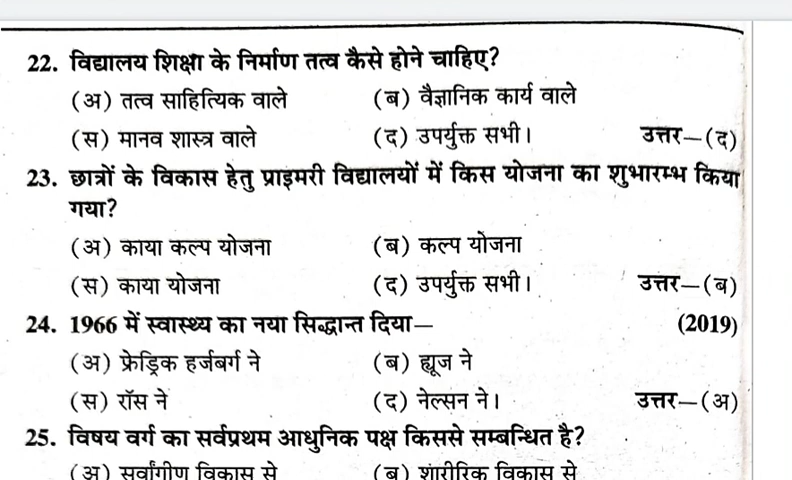 22. विद्यालय शिक्षा के निर्माण तत्व कैसे होने चाहिए?
(अ) तत्व साहित्यिक वाले (ब) वैज्ञानिक कार्य वाले
(स) मानव शास्त्र वाले (द) उपर्युक्त सभी। उत्तर—(द)
23. छात्रों के विकास हेतु प्राइमरी विद्यालयों में किस योजना का शुभारम्भ किया
गया?
(अ) काया कल्प योजना (ब) कल्प योजना
(स) काया योजना (द) उपर्युक्त सभी। उत्तर—(ब)
24. 1966 में स्वास्थ्य का नया सिद्धान्त दिया— (2019)
(अ) फ्रेड्रिक हर्जबर्ग ने (ब) ह्यूज ने
(स) रॉस ने (द) नेल्सन ने। उत्तर—(अ)
25. विषय वर्ग का सर्वप्रथम आधुनिक पक्ष किससे सम्बन्धित है?
(अ) सर्वांगीण विकास से (ब) शारीरिक विकास से